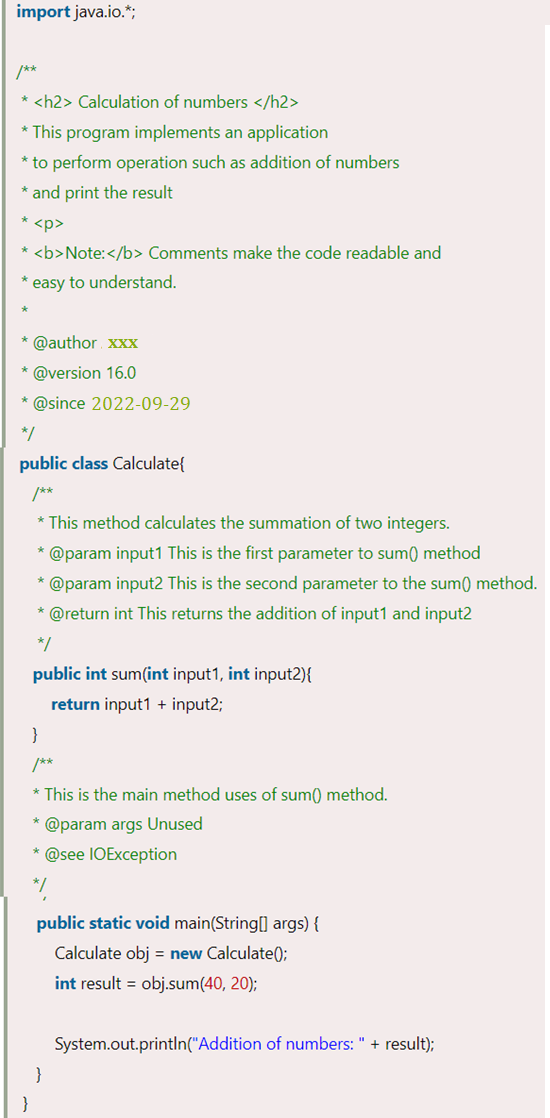 import java.io.*;
/**
* <h2> Calculation of numbers </h2>
* This program implements an application
* to perform operation such as addition of numbers
* and print the result
* <p>
* <b>Note:</b> Comments make the code readable and
* easy to understand.
*
* @author xxx
* @version 16.0
* @since 2022-09-29
*/
public class Calculate{
/**
* This method calculates the summation of two integers.
* @param input1 This is the first parameter to sum() method
* @param input2 This is the second parameter to the sum() method.
* @return int This returns the addition of input1 and input2
*/
public int sum(int input1, int input2){
return input1 + input2;
}
/**
* This is the main method uses of sum() method.
* @param args Unused
* @see IOException
*/
public static void main(String[] args) {
Calculate obj = new Calculate();
int result = obj.sum(40, 20);
System.out.println("Addition of numbers: " + result);
}
}